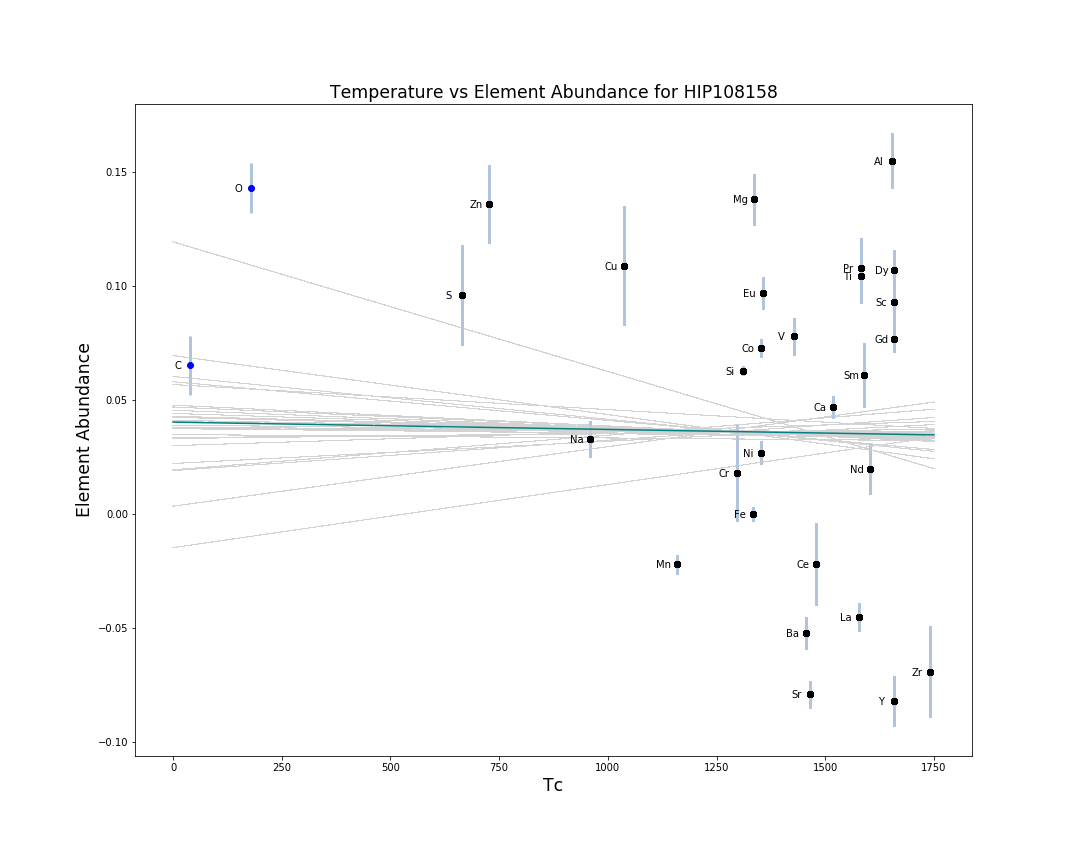 Temperature vs Element Abundance for HIP108158
Element Abundance
0.15
0.10
0.05
0.00
−0.05
−0.10
Al
O
Mg
Zn
Cu
Pr
Dy
Ti
Eu
S
Sc
V
Gd
Co
C
Si
Sm
Ca
Na
Ni
Nd
Cr
Fe
Mn
Ce
La
Ba
Zr
Sr
Y
0 250 500 750 1000 1250 1500 1750
Tc